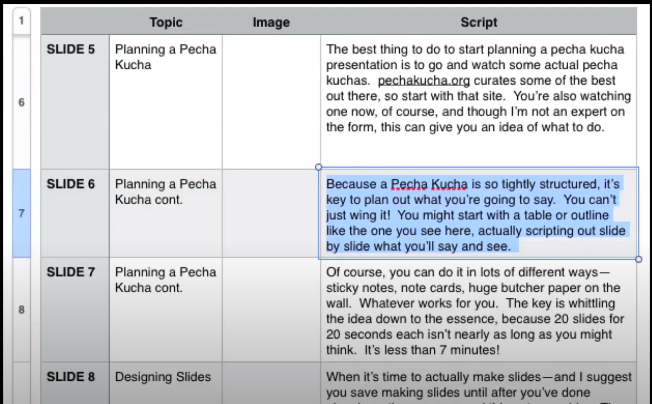 1
Topic Image Script
SLIDE 5
Planning a Pecha
Kucha
The best thing to do to start planning a pecha kucha
presentation is to go and watch some actual pecha
kuchas.  pechakucha.org curates some of the best
out there, so start with that site.  You're also watching
one now, of course, and though I'm not an expert on
the form, this can give you an idea of what to do.
6
SLIDE 6
Planning a Pecha
Kucha cont.
Because a Pecha Kucha is so tightly structured, it's
key to plan out what you're going to say.  You can't
just wing it!  You might start with a table or outline
like the one you see here, actually scripting out slide
by slide what you'll say and see.
7
SLIDE 7
Planning a Pecha
Kucha cont.
Of course, you can do it in lots of different ways—
sticky notes, note cards, huge butcher paper on the
wall.  Whatever works for you.  The key is whittling
the idea down to the essence, because 20 slides for
20 seconds each isn't nearly as long as you might
think.  It's less than 7 minutes!
8
SLIDE 8
Designing Slides
When it's time to actually make slides—and I suggest
you save making slides until after you've done